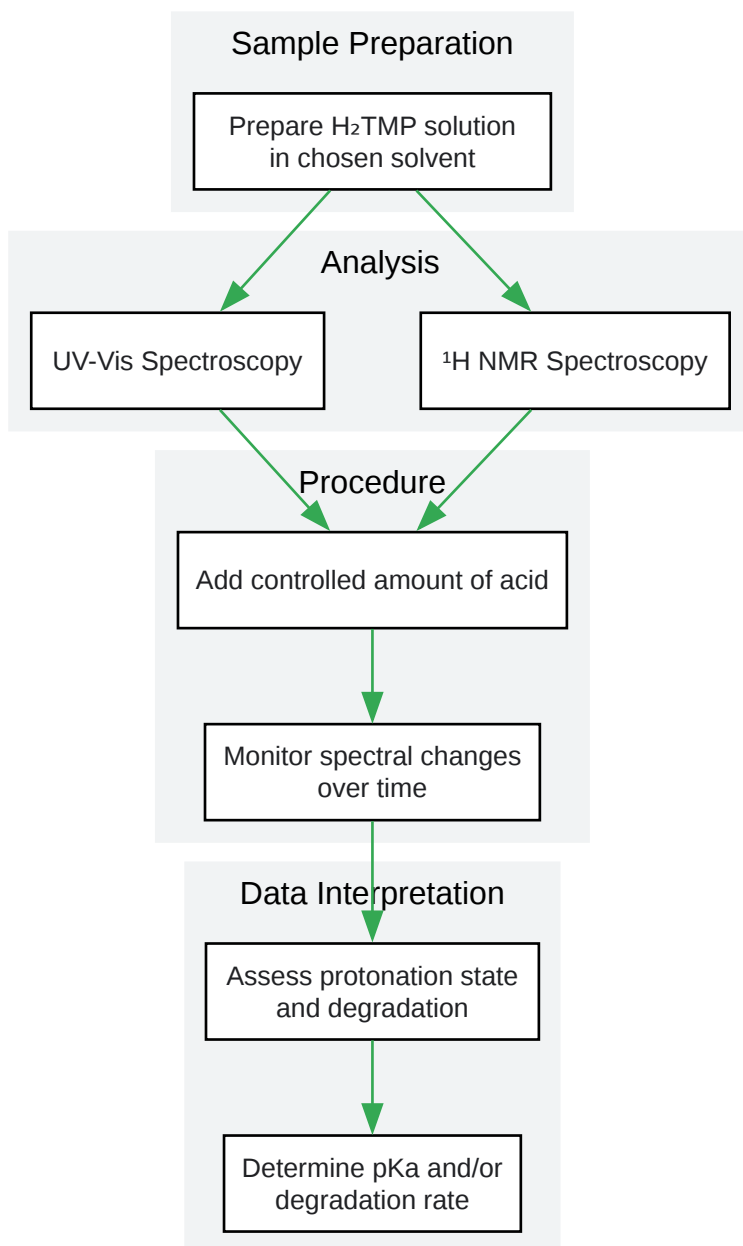 Sample Preparation
Prepare H₂TMP solution
in chosen solvent
Analysis
UV-Vis Spectroscopy
¹H NMR Spectroscopy
Procedure
Add controlled amount of acid
Monitor spectral changes
over time
Data Interpretation
Assess protonation state
and degradation
Determine pKa and/or
degradation rate